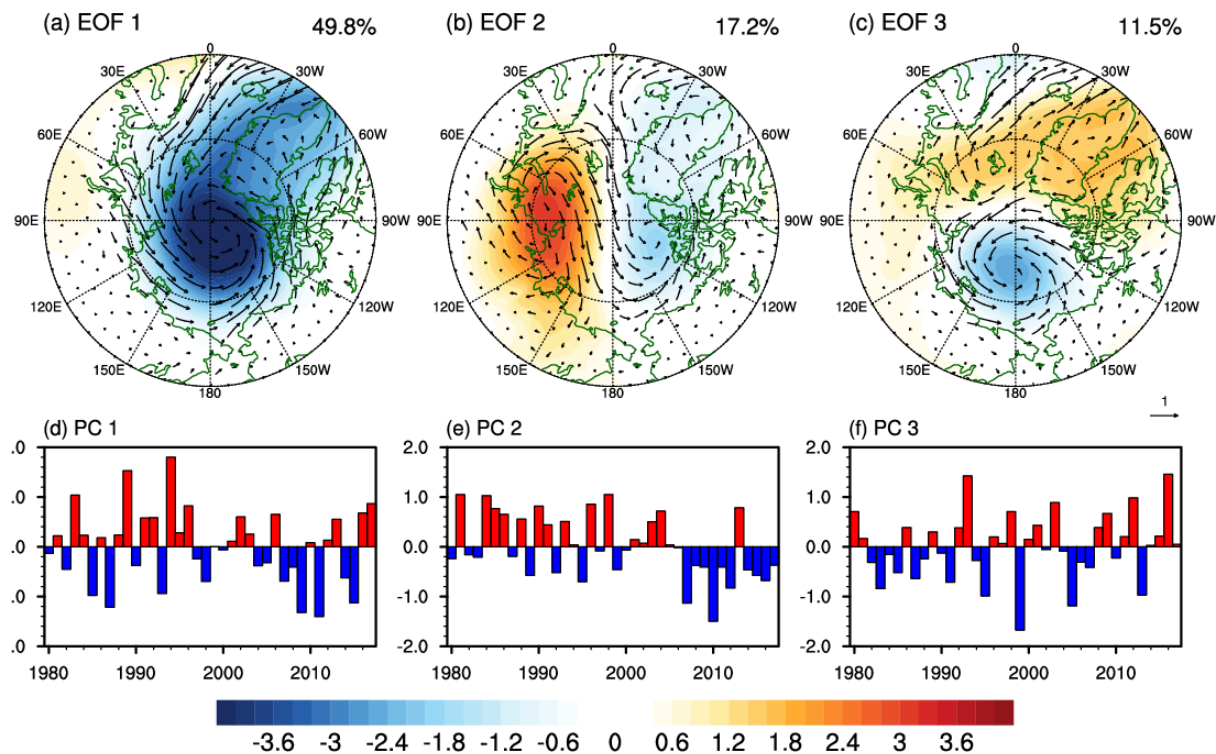 (a) EOF 1 49.8% (b) EOF 2 17.2% (c) EOF 3 11.5%
0 0 0
30E 30W 30E 30W 30E 30W
60E 60W 60E 60W 60E 60W
90E 90W 90E 90W 90E 90W
120E 120W 120E 120W 120E 120W
150E 150W 150E 150W 150E 150W
180 180 180
1
(d) PC 1 (e) PC 2 (f) PC 3
.0 2.0 2.0
.0 1.0 1.0
.0 0.0 0.0
.0 -1.0 -1.0
.0 -2.0 -2.0
1980 1990 2000 2010 1980 1990 2000 2010 1980 1990 2000 2010
-3.6 -3 -2.4 -1.8 -1.2 -0.6 0 0.6 1.2 1.8 2.4 3 3.6